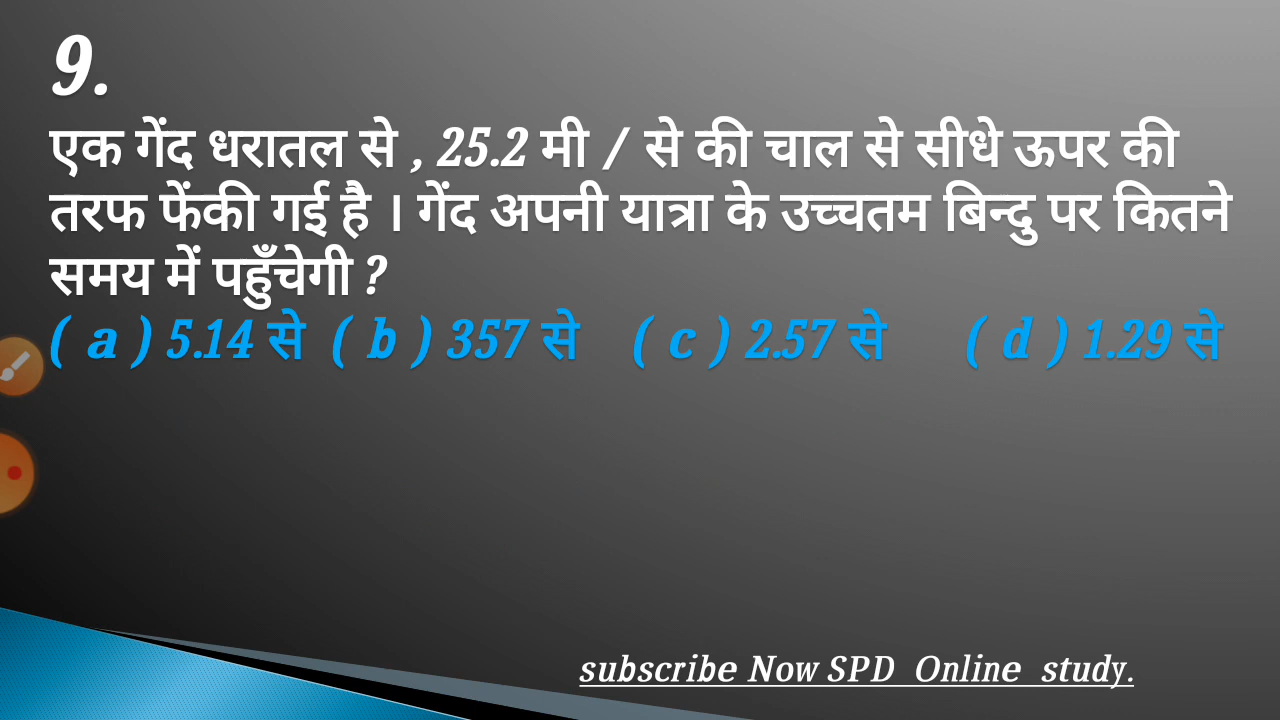 9.
एक गेंद धरातल से , 25.2 मी / से की चाल से सीधे ऊपर की
तरफ फेंकी गई है । गेंद अपनी यात्रा के उच्चतम बिन्दु पर कितने
समय में पहुँचेगी ?
( a ) 5.14 से ( b ) 357 से ( c ) 2.57 से ( d ) 1.29 से
subscribe Now SPD Online study.